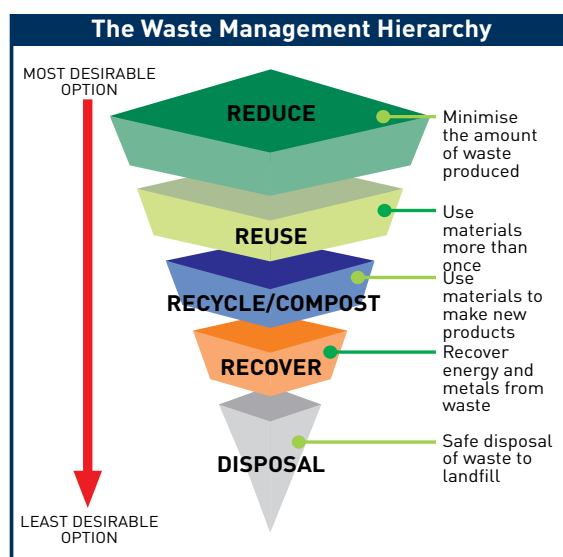 The Waste Management Hierarchy
MOST DESIRABLE
OPTION
REDUCE
Minimise
the amount
of waste
produced
REUSE
Use
materials
more than
once
RECYCLE/COMPOST
Use
materials to
make new
products
RECOVER
Recover
energy and
metals from
waste
DISPOSAL
Safe disposal
of waste to
landfill
LEAST DESIRABLE
OPTION